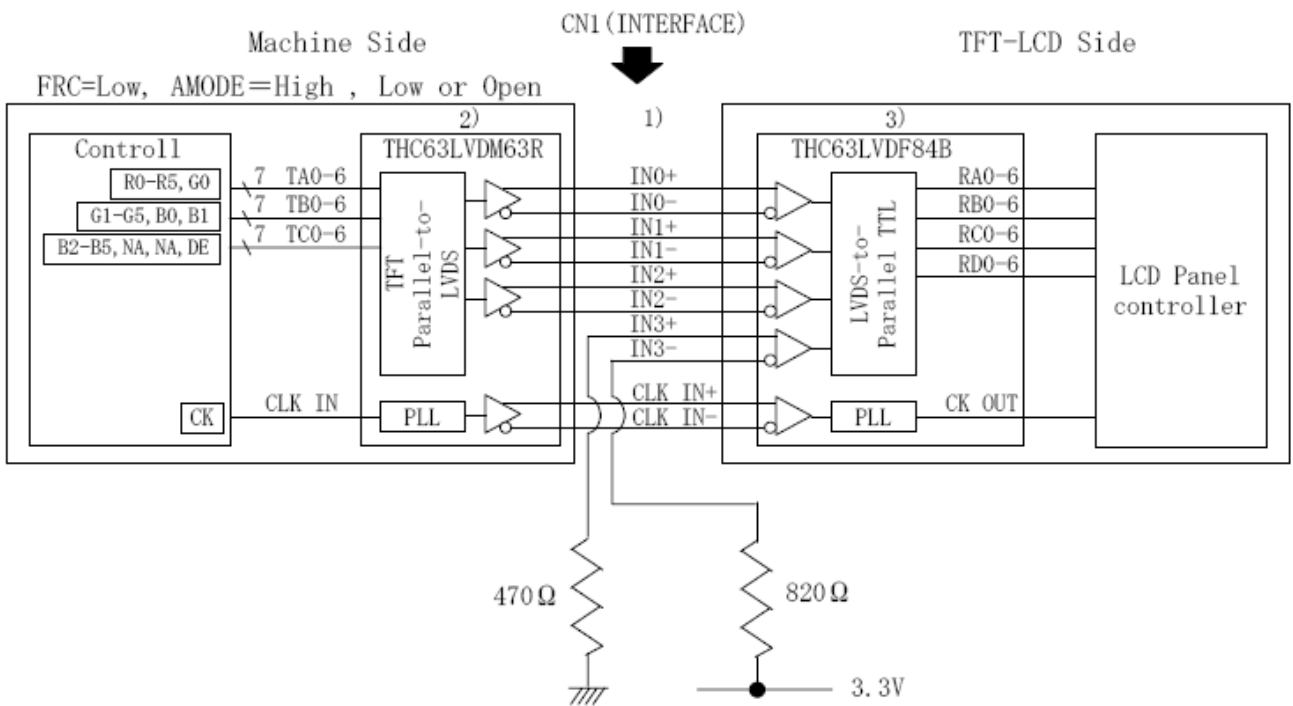 CN1(INTERFACE)
Machine Side
TFT-LCD Side
FRC=Low, AMODE=High , Low or Open
2)
1)
3)
Controll
THC63LVDM63R
THC63LVDF84B
R0-R5,G0
7 TA0-6
IN0+
RA0-6
IN0-
G1-G5,B0,B1
7 TB0-6
IN1+
RB0-6
B2-B5,NA,NA,DE
7 TC0-6
IN1-
RC0-6
IN2+
RD0-6
IN2-
TFT
Parallel-to-
LVDS
LVDS-to-
Parallel TTL
LCD Panel
controller
IN3+
IN3-
CK
CLK IN
PLL
CLK IN+
CLK IN-
PLL
CK OUT
470Ω
820Ω
3.3V